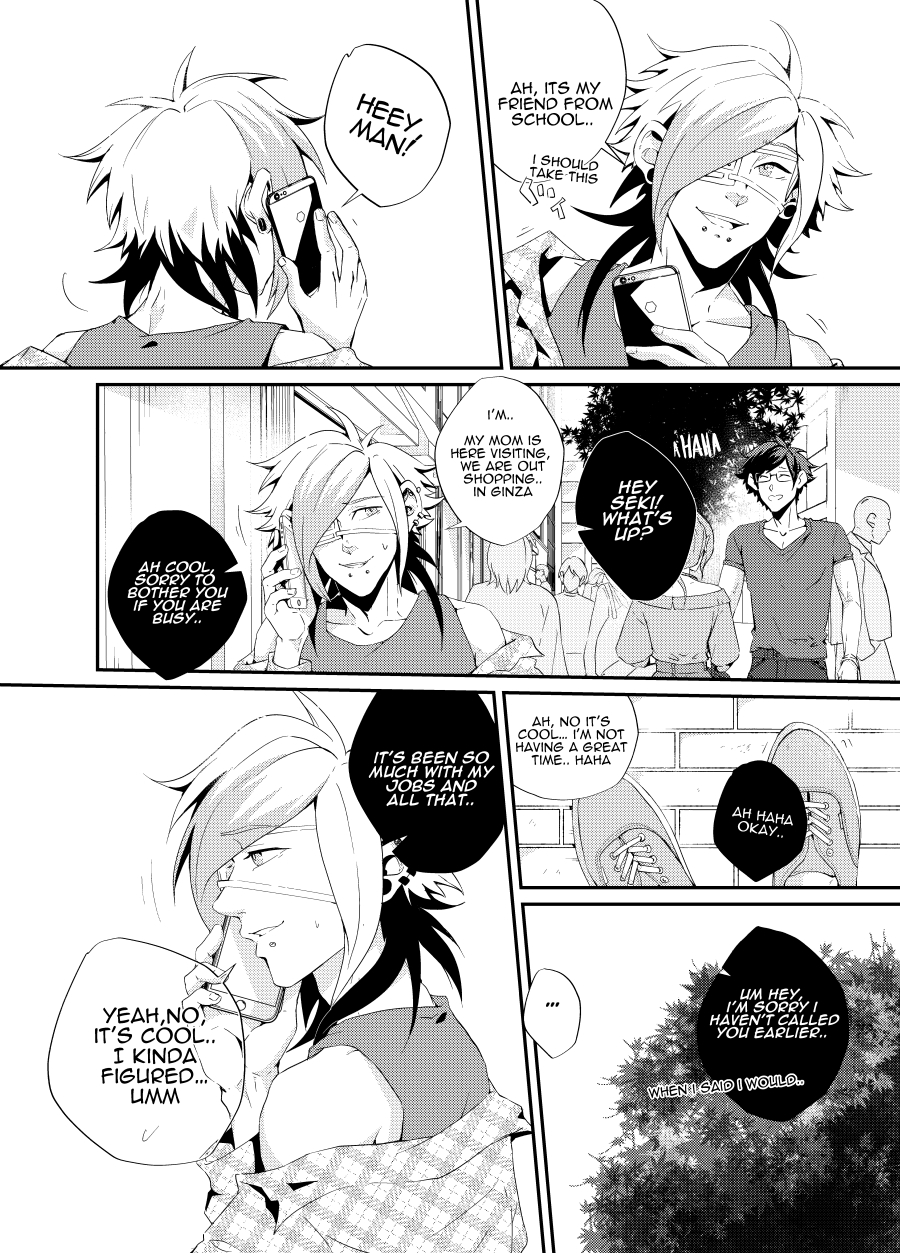 AH, ITS MY
FRIEND FROM
SCHOOL..
I SHOULD
TAKE THIS
HEEY
MAN!
HANA
HEY
SEKI!
WHAT'S
UP?
I'M..
MY MOM IS
HERE VISITING,
WE ARE OUT
SHOPPING..
IN GINZA
AH COOL,
SORRY TO
BOTHER YOU
IF YOU ARE
BUSY..
AH, NO IT'S
COOL... I'M NOT
HAVING A GREAT
TIME.. HAHA
AH HAHA
OKAY..
UM HEY,
I'M SORRY I
HAVEN'T CALLED
YOU EARLIER..
WHEN I SAID I WOULD..
...
IT'S BEEN SO
MUCH WITH MY
JOBS AND
ALL THAT..
YEAH,NO,
IT'S COOL..
I KINDA
FIGURED...
UMM